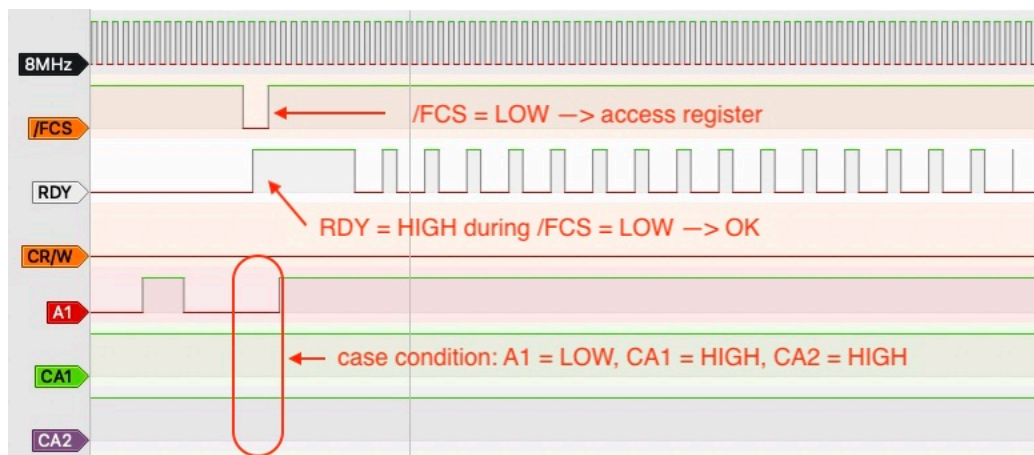 8MHz
/FCS
/FCS = LOW —> access register
RDY
RDY = HIGH during /FCS = LOW —> OK
CR/W
A1
case condition: A1 = LOW, CA1 = HIGH, CA2 = HIGH
CA1
CA2